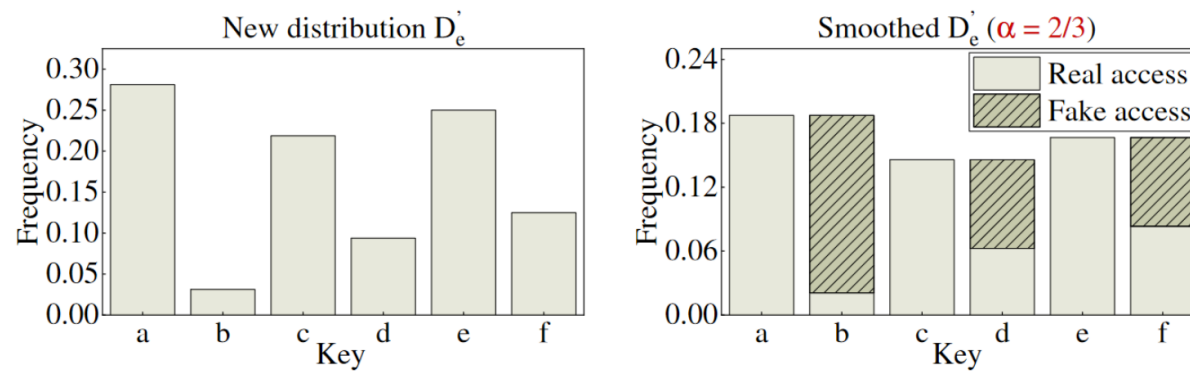 New distribution D'e
0.30
0.25
0.20
0.15
0.10
0.05
0.00
Frequency
a b c d e f
Key
Smoothed D'e (α = 2/3)
Real access
Fake access
0.24
0.18
0.12
0.06
0.00
Frequency
a b c d e f
Key